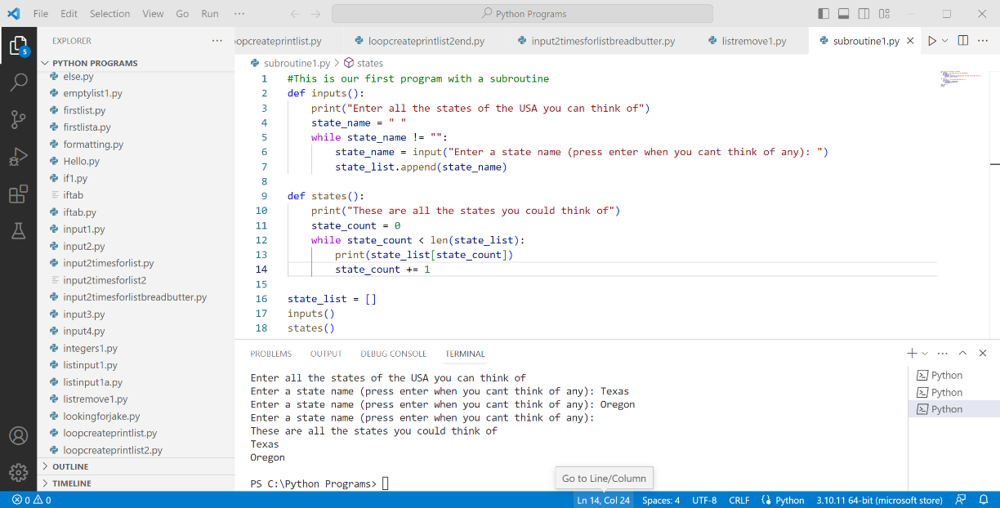 File Edit Selection View Go Run ··· Python Programs
EXPLORER ···
PYTHON PROGRAMS
else.py
emptylist1.py
firstlist.py
firstlista.py
formatting.py
Hello.py
if1.py
iftab
iftab.py
input1.py
input2.py
input2timesforlist.py
input2timesforlist2
input2timesforlistbreadbutter.py
input3.py
input4.py
integers1.py
listinput1.py
listinput1a.py
listremove1.py
lookingforjake.py
loopcreateprintlist.py
loopcreateprintlist2.py
OUTLINE
TIMELINE
5
oopcreateprintlist.py loopcreateprintlist2end.py input2timesforlistbreadbutter.py listremove1.py subroutine1.py
subroutine1.py > states
1 #This is our first program with a subroutine
2 def inputs():
3 print("Enter all the states of the USA you can think of")
4 state_name = " "
5 while state_name != "":
6 state_name = input("Enter a state name (press enter when you cant think of any): ")
7 state_list.append(state_name)
8
9 def states():
10 print("These are all the states you could think of")
11 state_count = 0
12 while state_count < len(state_list):
13 print(state_list[state_count])
14 state_count += 1
15
16 state_list = []
17 inputs()
18 states()
PROBLEMS OUTPUT DEBUG CONSOLE TERMINAL
Enter all the states of the USA you can think of
Enter a state name (press enter when you cant think of any): Texas
Enter a state name (press enter when you cant think of any): Oregon
Enter a state name (press enter when you cant think of any):
These are all the states you could think of
Texas
Oregon
PS C:\Python Programs>
Python
Python
Python
Go to Line/Column
0 0 Ln 14, Col 24 Spaces: 4 UTF-8 CRLF Python 3.10.11 64-bit (microsoft store)